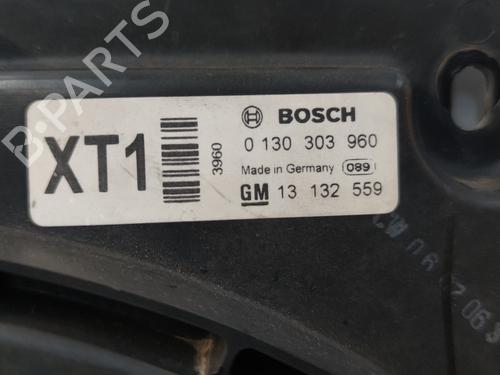 B-PARTS
XT1
3960
BOSCH
0 130 303 960
Made in Germany 089
GM 13 132 559